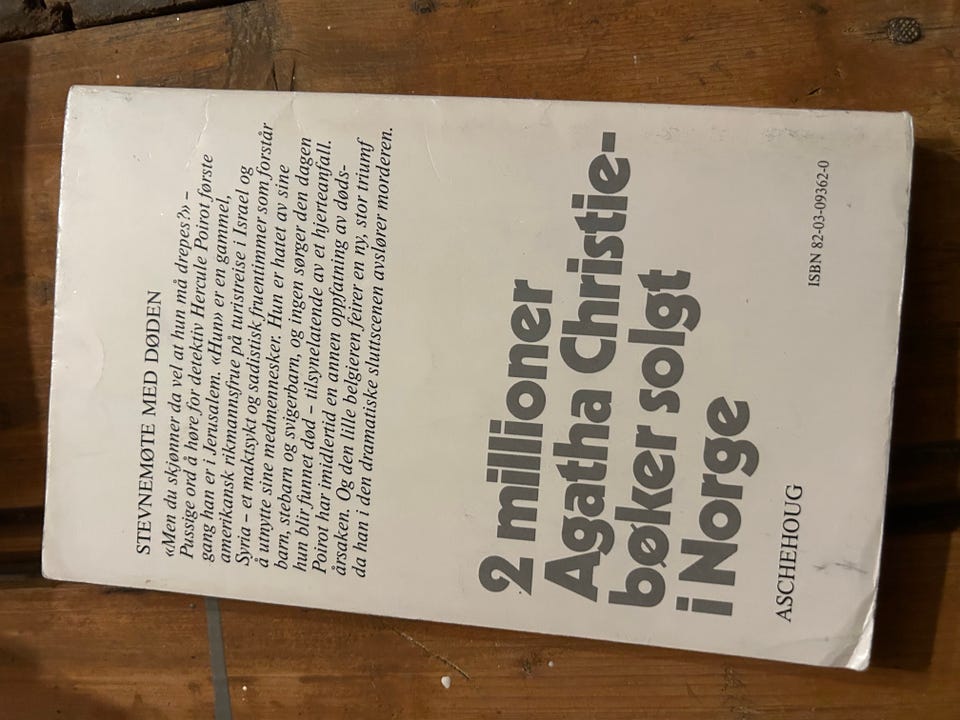 STEVNEMØTE MED DØDEN
«Men du skjønner da vel at hun må drepes?» –
Pussige ord å høre for detektiv Hercule Poirot første
gang han er i Jerusalem. «Hun» er en gammel,
amerikansk rikmannsfrue på turistreise i Israel og
Syria – et maktsykt og sadistisk fruentimmer som forstår
å utnytte sine medmennesker. Hun er hatet av sine
barn, stebarn og svigerbarn, og ingen sørger den dagen
hun blir funnet død – tilsynelatende av et hjerteanfall.
Poirot har imidlertid en annen oppfatning av døds-
årsaken. Og den lille belgieren feirer en ny, stor triumf
da han i den dramatiske sluttscenen avslører morderen.
2 millioner
Agatha Christie-
bøker solgt
i Norge
ASCHEHOUG
ISBN 82-03-09362-0